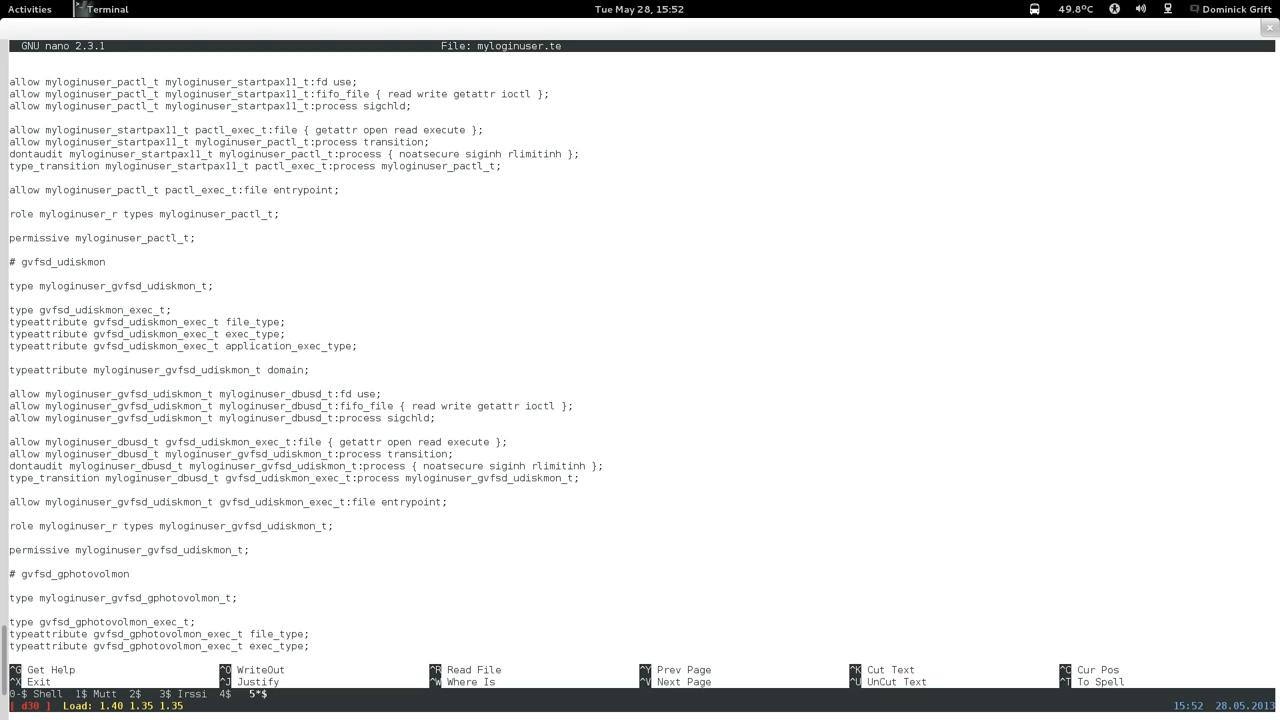 Activities Terminal Tue May 28, 15:52 49.8°C Dominick Grift
GNU nano 2.3.1 File: myloginuser.te
allow myloginuser_pactl_t myloginuser_startpax11_t:fd use;
allow myloginuser_pactl_t myloginuser_startpax11_t:fifo_file { read write getattr ioctl };
allow myloginuser_pactl_t myloginuser_startpax11_t:process sigchld;
allow myloginuser_startpax11_t pactl_exec_t:file { getattr open read execute };
allow myloginuser_startpax11_t myloginuser_pactl_t:process transition;
dontaudit myloginuser_startpax11_t myloginuser_pactl_t:process { noatsecure siginh rlimitinh };
type_transition myloginuser_startpax11_t pactl_exec_t:process myloginuser_pactl_t;
allow myloginuser_pactl_t pactl_exec_t:file entrypoint;
role myloginuser_r types myloginuser_pactl_t;
permissive myloginuser_pactl_t;
# gvfsd_udiskmon
type myloginuser_gvfsd_udiskmon_t;
type gvfsd_udiskmon_exec_t;
typeattribute gvfsd_udiskmon_exec_t file_type;
typeattribute gvfsd_udiskmon_exec_t exec_type;
typeattribute gvfsd_udiskmon_exec_t application_exec_type;
typeattribute myloginuser_gvfsd_udiskmon_t domain;
allow myloginuser_gvfsd_udiskmon_t myloginuser_dbusd_t:fd use;
allow myloginuser_gvfsd_udiskmon_t myloginuser_dbusd_t:fifo_file { read write getattr ioctl };
allow myloginuser_gvfsd_udiskmon_t myloginuser_dbusd_t:process sigchld;
allow myloginuser_dbusd_t gvfsd_udiskmon_exec_t:file { getattr open read execute };
allow myloginuser_dbusd_t myloginuser_gvfsd_udiskmon_t:process transition;
dontaudit myloginuser_dbusd_t myloginuser_gvfsd_udiskmon_t:process { noatsecure siginh rlimitinh };
type_transition myloginuser_dbusd_t gvfsd_udiskmon_exec_t:process myloginuser_gvfsd_udiskmon_t;
allow myloginuser_gvfsd_udiskmon_t gvfsd_udiskmon_exec_t:file entrypoint;
role myloginuser_r types myloginuser_gvfsd_udiskmon_t;
permissive myloginuser_gvfsd_udiskmon_t;
# gvfsd_gphotovolmon
type myloginuser_gvfsd_gphotovolmon_t;
type gvfsd_gphotovolmon_exec_t;
typeattribute gvfsd_gphotovolmon_exec_t file_type;
typeattribute gvfsd_gphotovolmon_exec_t exec_type;
^G Get Help ^O WriteOut ^R Read File ^Y Prev Page ^K Cut Text ^C Cur Pos
^X Exit ^J Justify ^W Where Is ^V Next Page ^U UnCut Text ^T To Spell
0-$ Shell 1$ Mutt 2$ 3$ Irssi 4$ 5*$
[ d30 ] Load: 1.40 1.35 1.35 15:52 28.05.2013